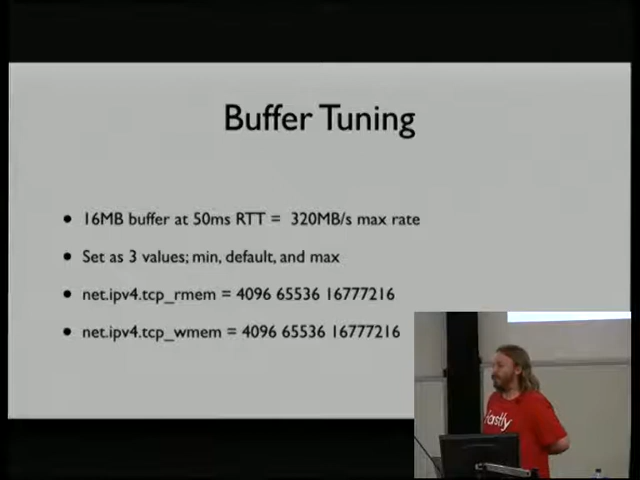 Buffer Tuning
• 16MB buffer at 50ms RTT = 320MB/s max rate
• Set as 3 values; min, default, and max
• net.ipv4.tcp_rmem = 4096 65536 16777216
• net.ipv4.tcp_wmem = 4096 65536 16777216
fastly